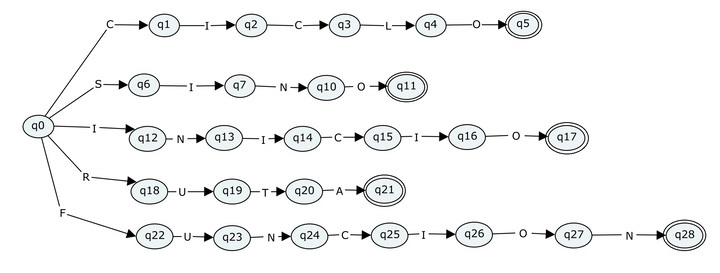 C q1 I q2 C q3 L q4 O q5
S q6 I q7 N q10 O q11
q0 I q12 N q13 I q14 C q15 I q16 O q17
R q18 U q19 T q20 A q21
F q22 U q23 N q24 C q25 I q26 O q27 N q28